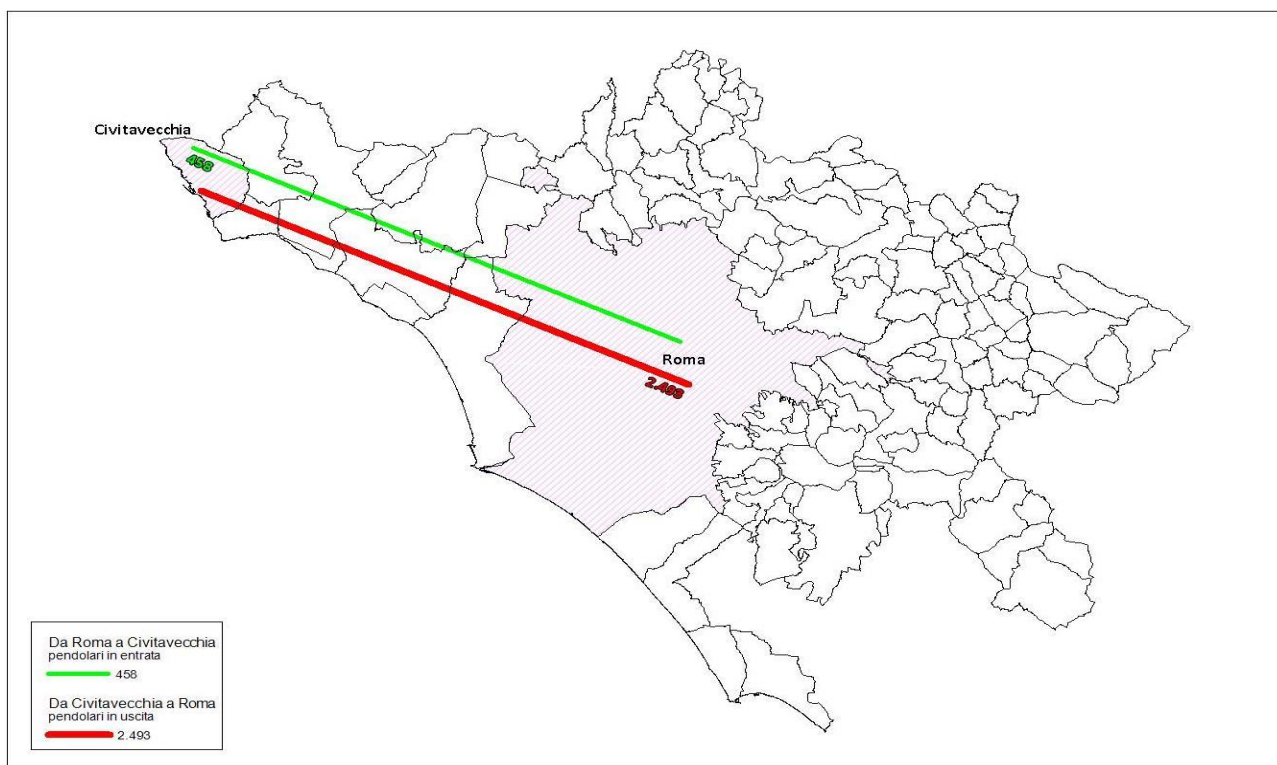 Civitavecchia
458
Roma
2.493
Da Roma a Civitavecchia
pendolari in entrata
458
Da Civitavecchia a Roma
pendolari in uscita
2.493